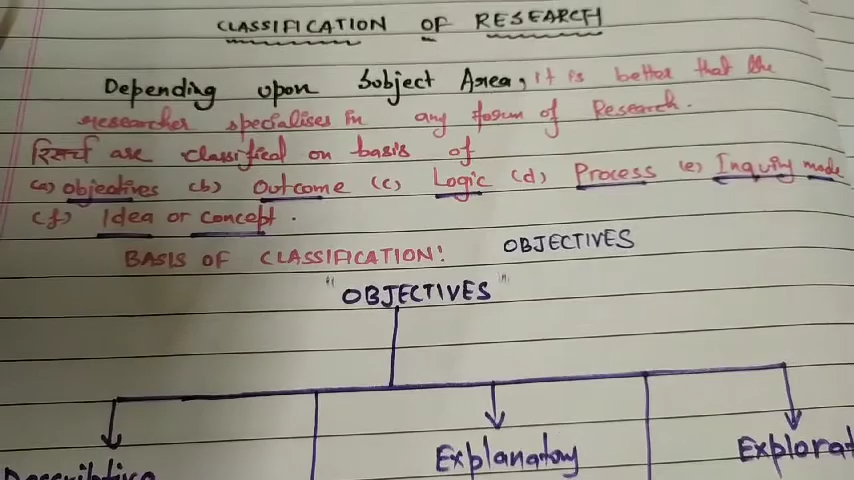 CLASSIFICATION OF RESEARCH
Depending upon Subject Area, it is better that the
researcher specialises in any form of Research.
रिसर्च are classified on basis of
(a) objectives (b) Outcome (c) Logic (d) Process (e) Inquiry mode
(f) Idea or concept.
BASIS OF CLASSIFICATION! OBJECTIVES
"OBJECTIVES"
Explanatory Explorat